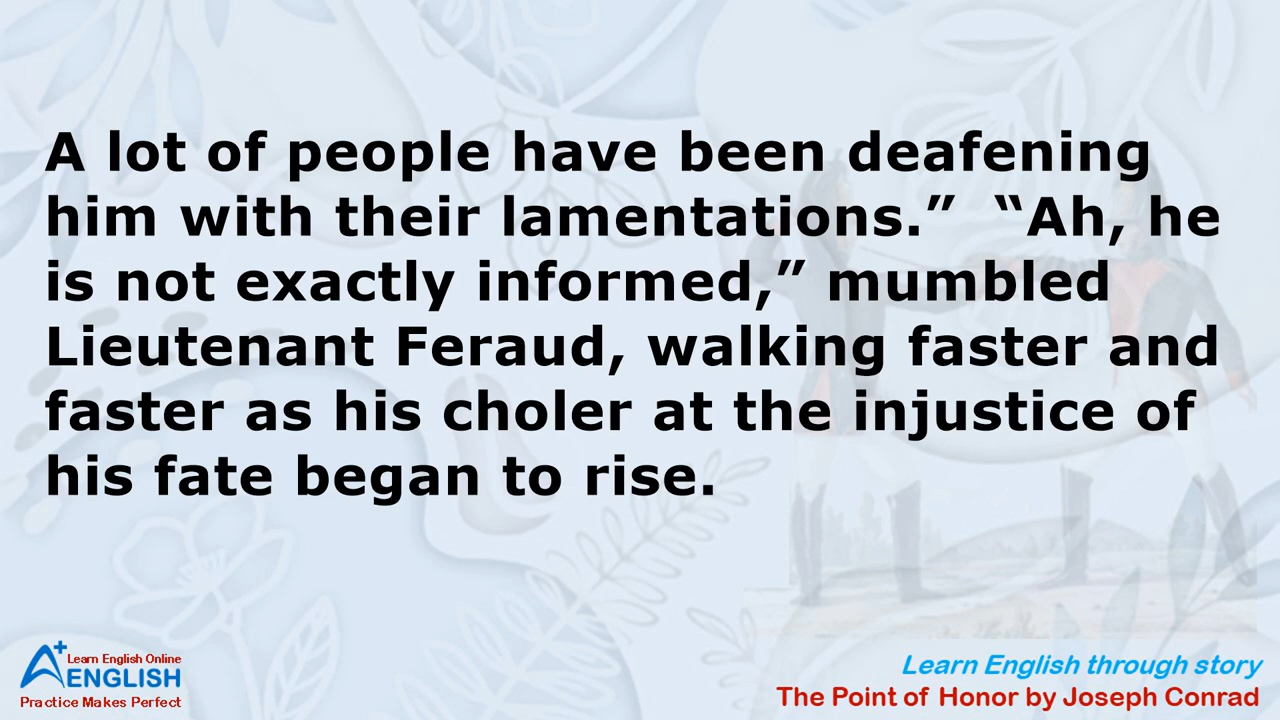 A lot of people have been deafening
him with their lamentations.” “Ah, he
is not exactly informed,” mumbled
Lieutenant Feraud, walking faster and
faster as his choler at the injustice of
his fate began to rise.
A+ Learn English Online
ENGLISH
Practice Makes Perfect
Learn English through story
The Point of Honor by Joseph Conrad